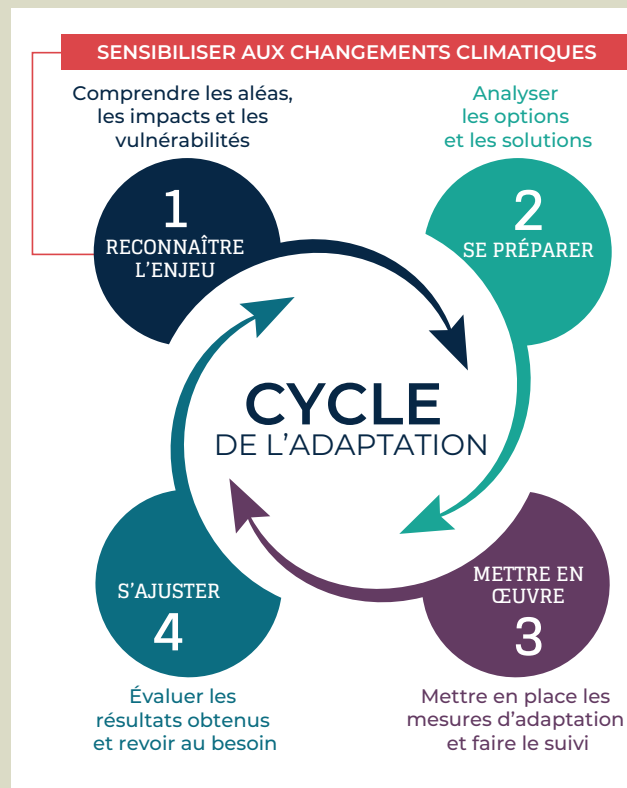 SENSIBILISER AUX CHANGEMENTS CLIMATIQUES
Comprendre les aléas,
les impacts et les
vulnérabilités
1
RECONNAÎTRE
L’ENJEU
Analyser
les options
et les solutions
2
SE PRÉPARER
CYCLE
DE L’ADAPTATION
METTRE EN
ŒUVRE
3
Mettre en place les
mesures d’adaptation
et faire le suivi
S’AJUSTER
4
Évaluer les
résultats obtenus
et revoir au besoin